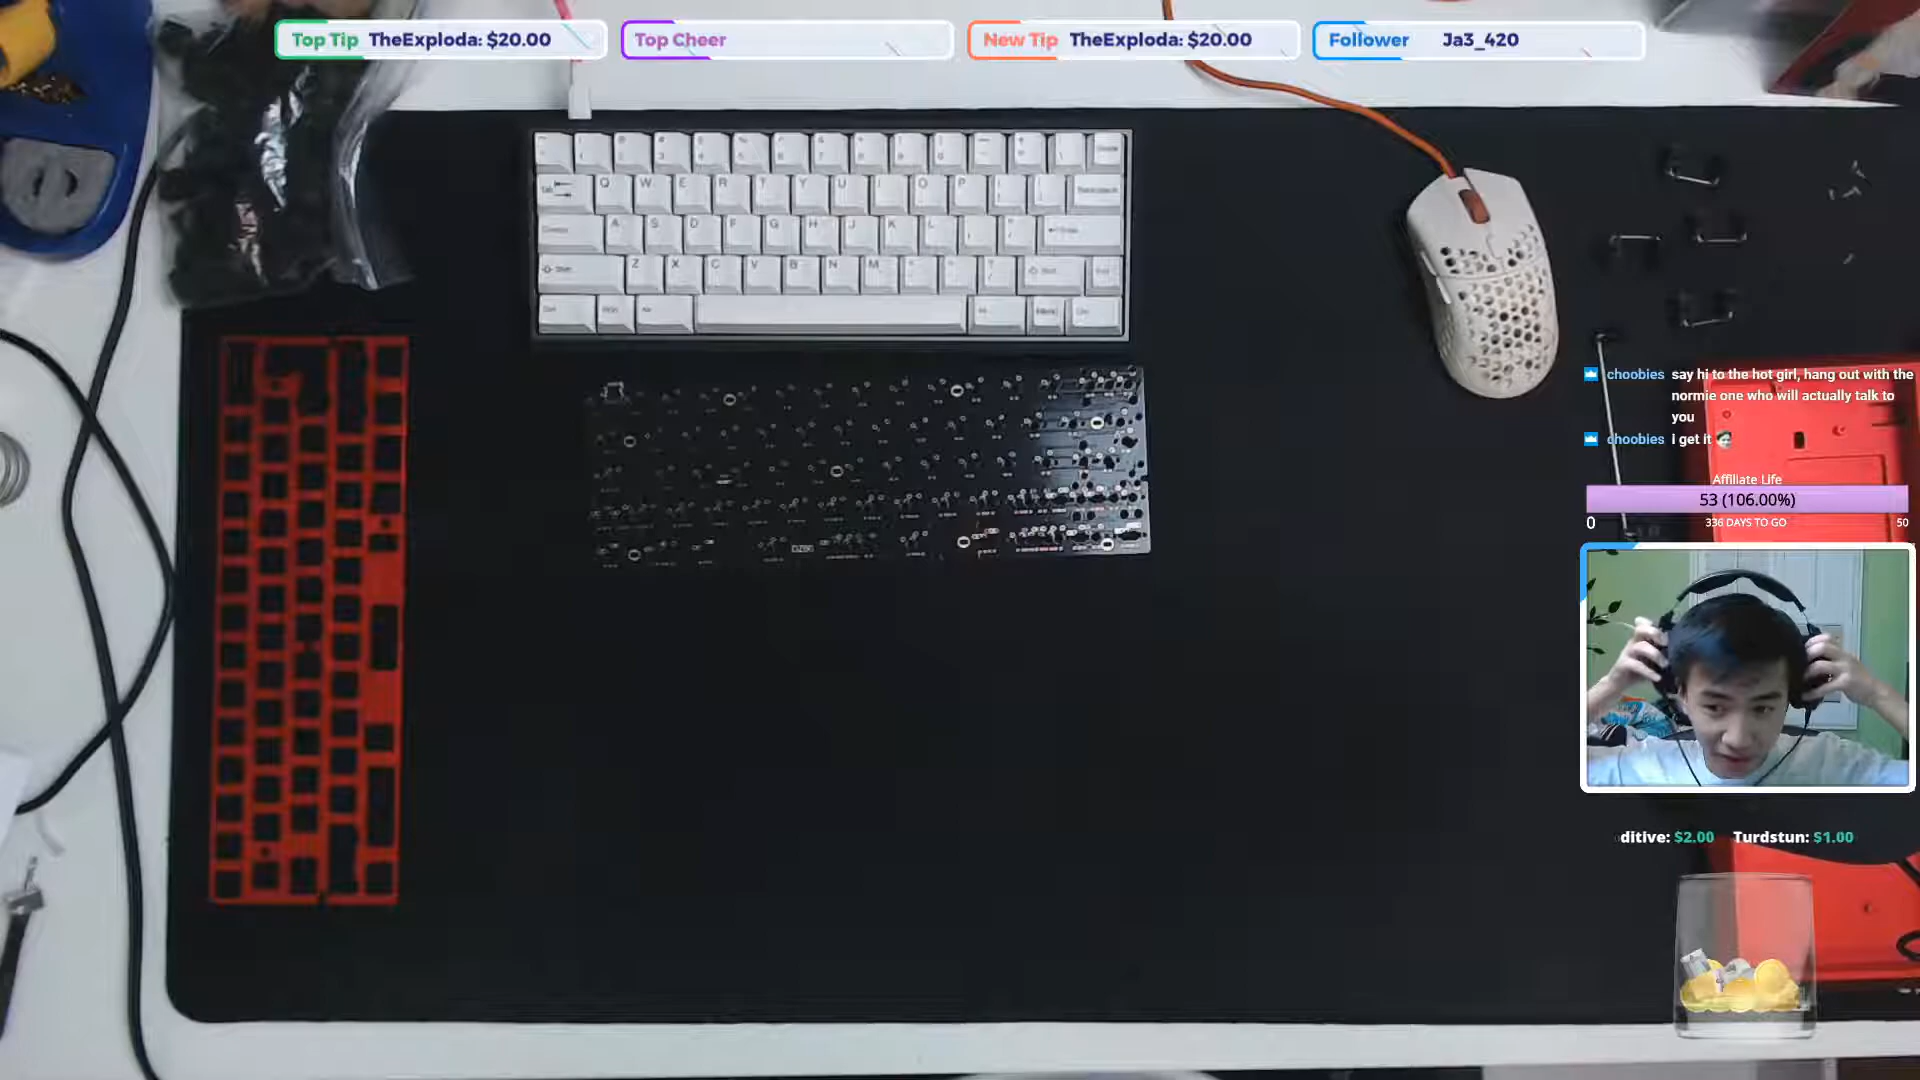 Top Tip TheExploda: $20.00
Top Cheer
New Tip TheExploda: $20.00
Follower Ja3_420
Q W E R T Y U I O P
A S D F G H J K L
Z X C V B N M
choobies say hi to the hot girl, hang out with the
normie one who will actually talk to
you
choobies i get it
Affiliate Life
53 (106.00%)
0 336 DAYS TO GO 50
ditive: $2.00 Turdstun: $1.00